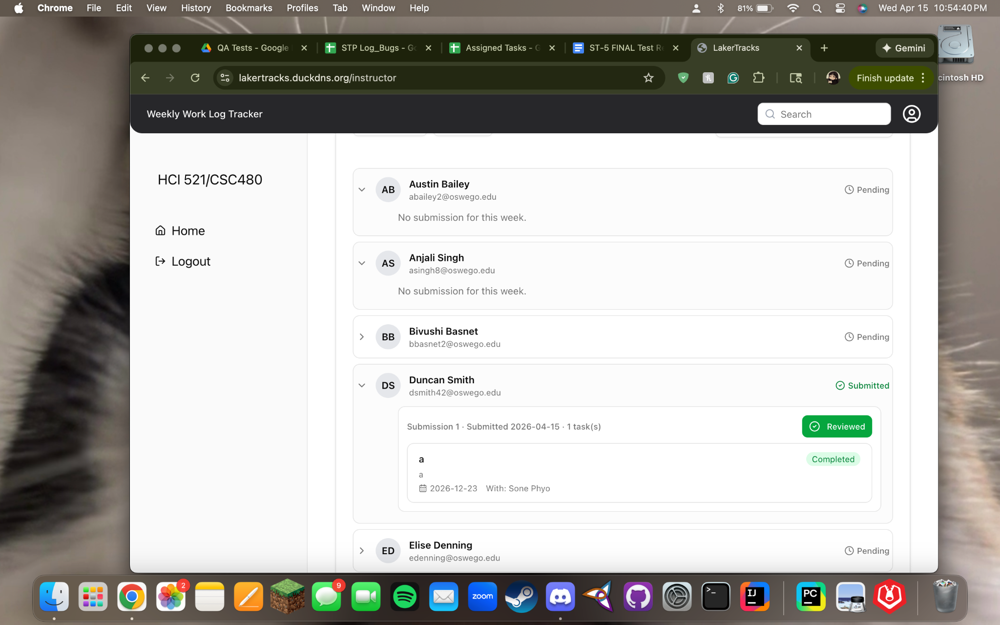 Chrome File Edit View History Bookmarks Profiles Tab Window Help 81% Wed Apr 15 10:54:40 PM
QA Tests - Google STP Log_Bugs - Go Assigned Tasks - G ST-5 FINAL Test Re LakerTracks Gemini
lakertracks.duckdns.org/instructor Finish update
cintosh HD
Weekly Work Log Tracker Search
HCI 521/CSC480
Home
Logout
AB Austin Bailey Pending
abailey2@oswego.edu
No submission for this week.
AS Anjali Singh Pending
asingh8@oswego.edu
No submission for this week.
BB Bivushi Basnet Pending
bbasnet2@oswego.edu
DS Duncan Smith Submitted
dsmith42@oswego.edu
Submission 1 · Submitted 2026-04-15 · 1 task(s) Reviewed
a Completed
a
2026-12-23 With: Sone Phyo
ED Elise Denning Pending
edenning@oswego.edu
2 9 zoom >_ IJ PC